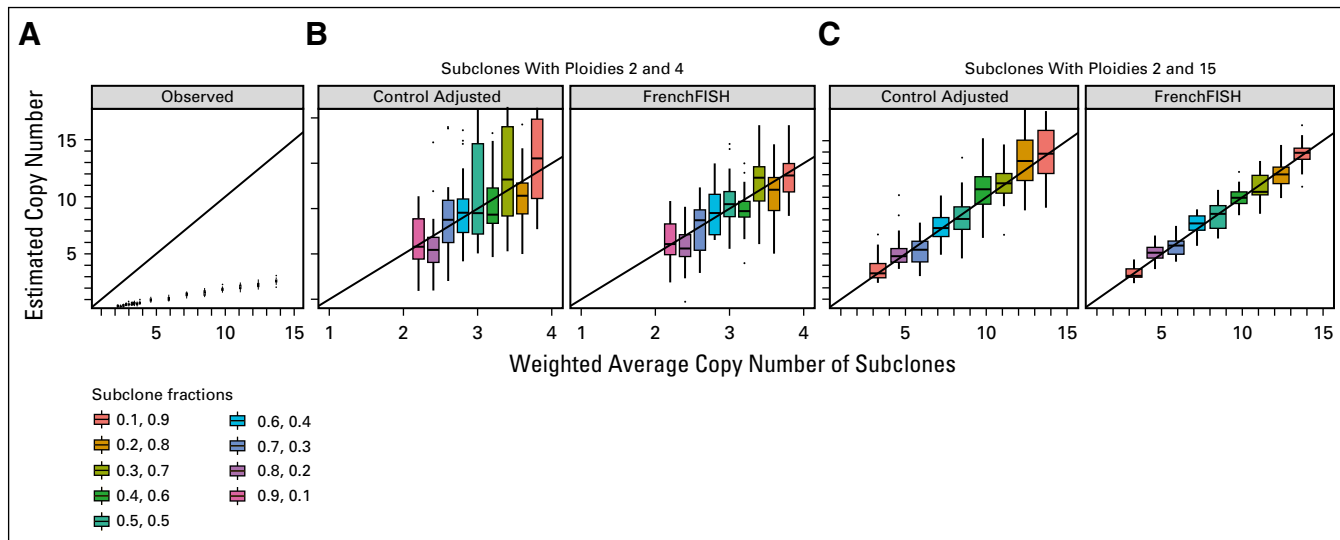 A
B
C
Subclones With Ploidies 2 and 4
Subclones With Ploidies 2 and 15
Observed
Control Adjusted
FrenchFISH
Control Adjusted
FrenchFISH
Estimated Copy Number
15
10
5
5 10 15
1 2 3 4
1 2 3 4
5 10 15
5 10 15
Weighted Average Copy Number of Subclones
Subclone fractions
0.1, 0.9
0.2, 0.8
0.3, 0.7
0.4, 0.6
0.5, 0.5
0.6, 0.4
0.7, 0.3
0.8, 0.2
0.9, 0.1